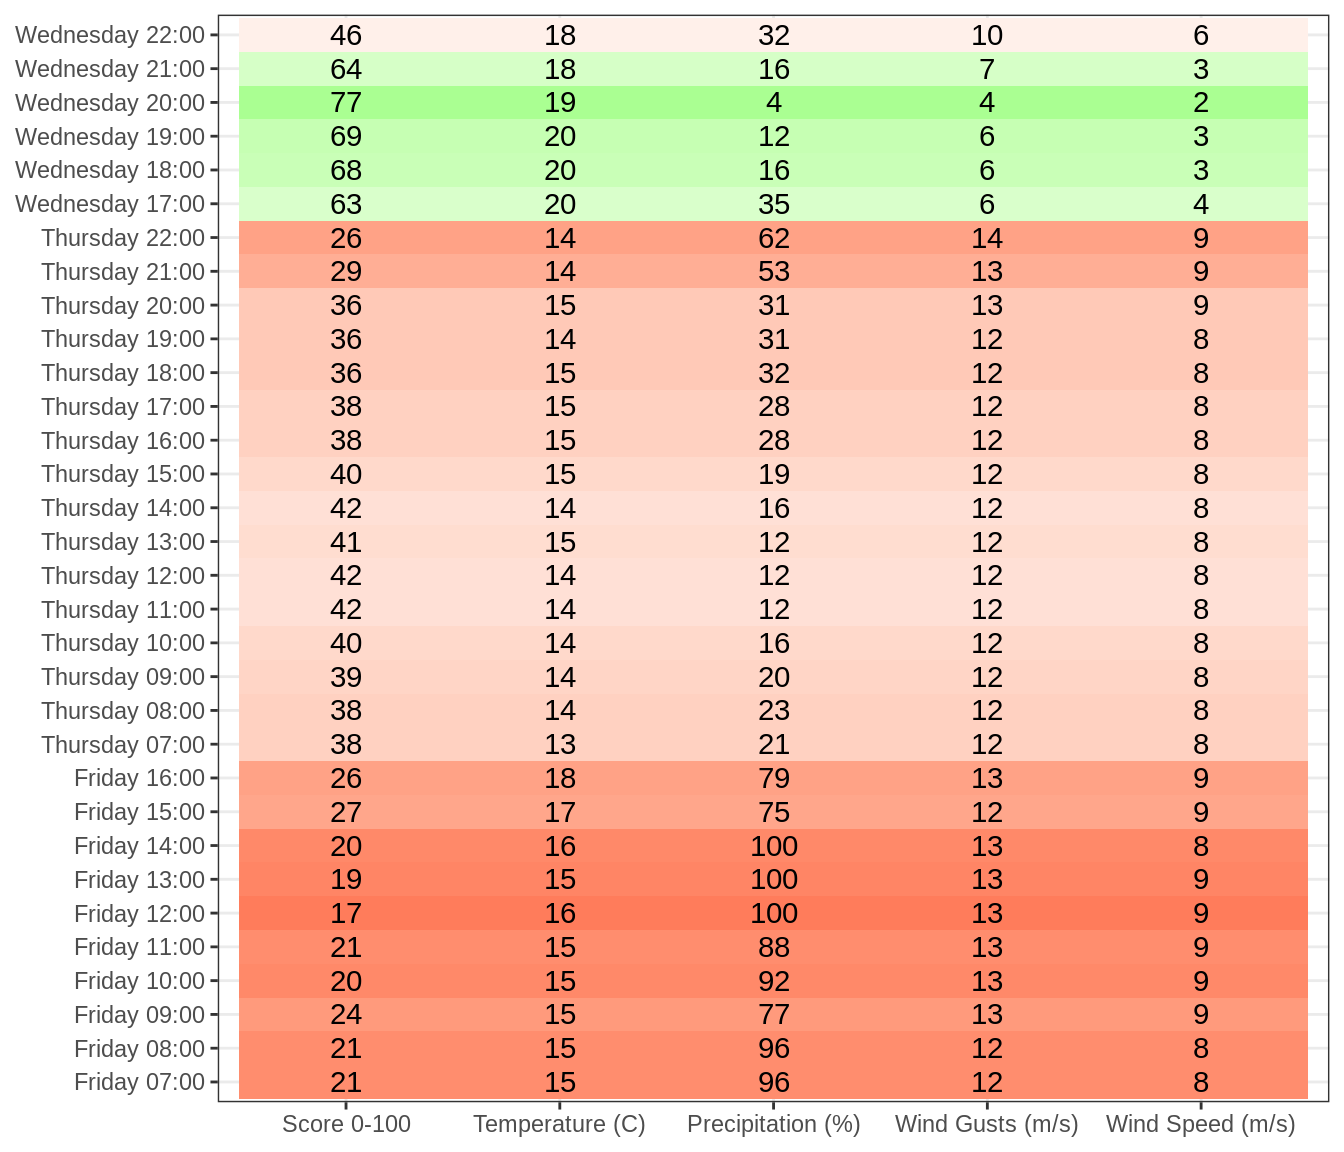 Wednesday 22:00 46 18 32 10 6
Wednesday 21:00 64 18 16 7 3
Wednesday 20:00 77 19 4 4 2
Wednesday 19:00 69 20 12 6 3
Wednesday 18:00 68 20 16 6 3
Wednesday 17:00 63 20 35 6 4
Thursday 22:00 26 14 62 14 9
Thursday 21:00 29 14 53 13 9
Thursday 20:00 36 15 31 13 9
Thursday 19:00 36 14 31 12 8
Thursday 18:00 36 15 32 12 8
Thursday 17:00 38 15 28 12 8
Thursday 16:00 38 15 28 12 8
Thursday 15:00 40 15 19 12 8
Thursday 14:00 42 14 16 12 8
Thursday 13:00 41 15 12 12 8
Thursday 12:00 42 14 12 12 8
Thursday 11:00 42 14 12 12 8
Thursday 10:00 40 14 16 12 8
Thursday 09:00 39 14 20 12 8
Thursday 08:00 38 14 23 12 8
Thursday 07:00 38 13 21 12 8
Friday 16:00 26 18 79 13 9
Friday 15:00 27 17 75 12 9
Friday 14:00 20 16 100 13 8
Friday 13:00 19 15 100 13 9
Friday 12:00 17 16 100 13 9
Friday 11:00 21 15 88 13 9
Friday 10:00 20 15 92 13 9
Friday 09:00 24 15 77 13 9
Friday 08:00 21 15 96 12 8
Friday 07:00 21 15 96 12 8
Score 0-100 Temperature (C) Precipitation (%) Wind Gusts (m/s) Wind Speed (m/s)